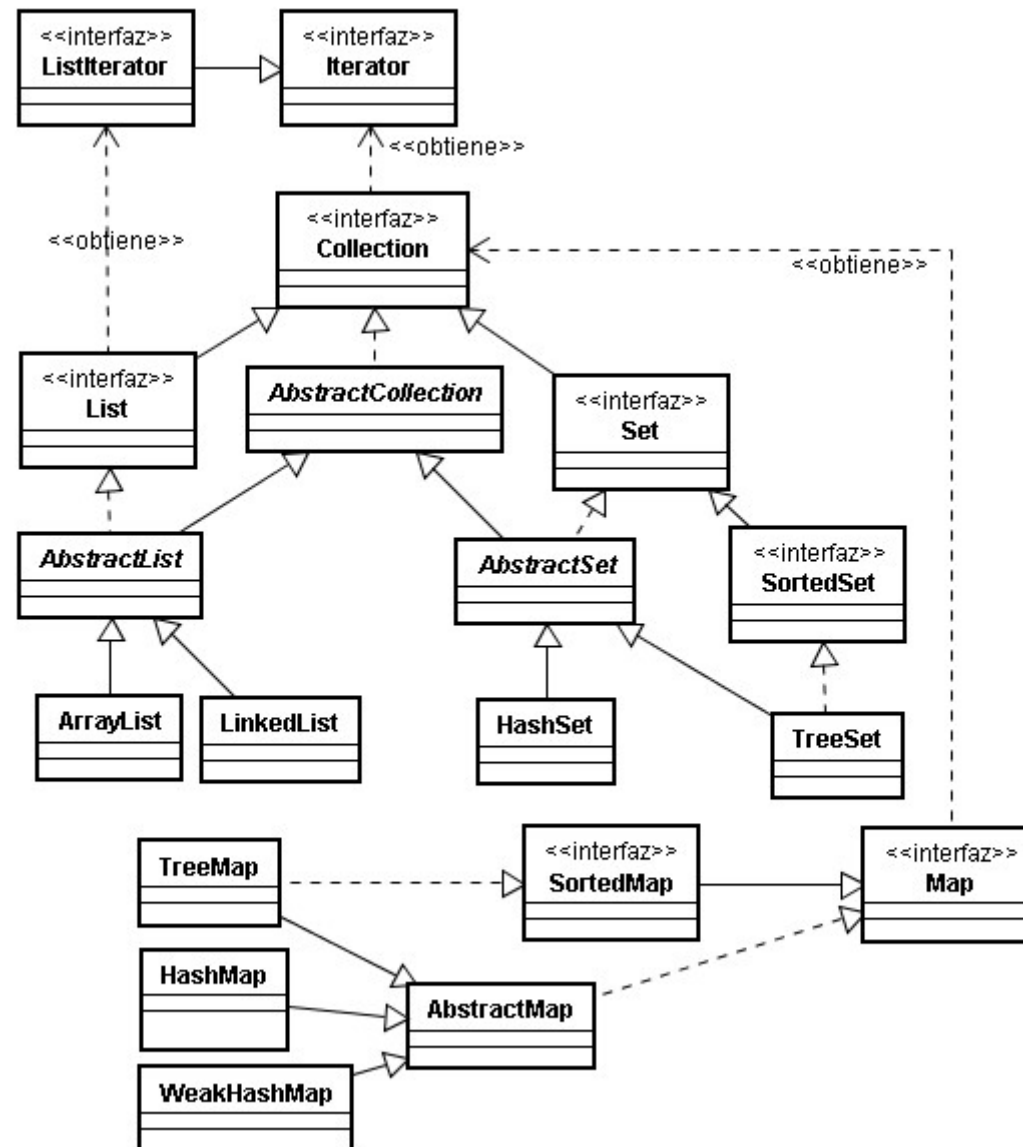 <<interfaz>>
ListIterator
<<interfaz>>
Iterator
<<obtiene>>
<<interfaz>>
Collection
<<obtiene>>
<<obtiene>>
<<interfaz>>
List
AbstractCollection
<<interfaz>>
Set
AbstractList
AbstractSet
<<interfaz>>
SortedSet
ArrayList
LinkedList
HashSet
TreeSet
TreeMap
<<interfaz>>
SortedMap
<<interfaz>>
Map
HashMap
AbstractMap
WeakHashMap